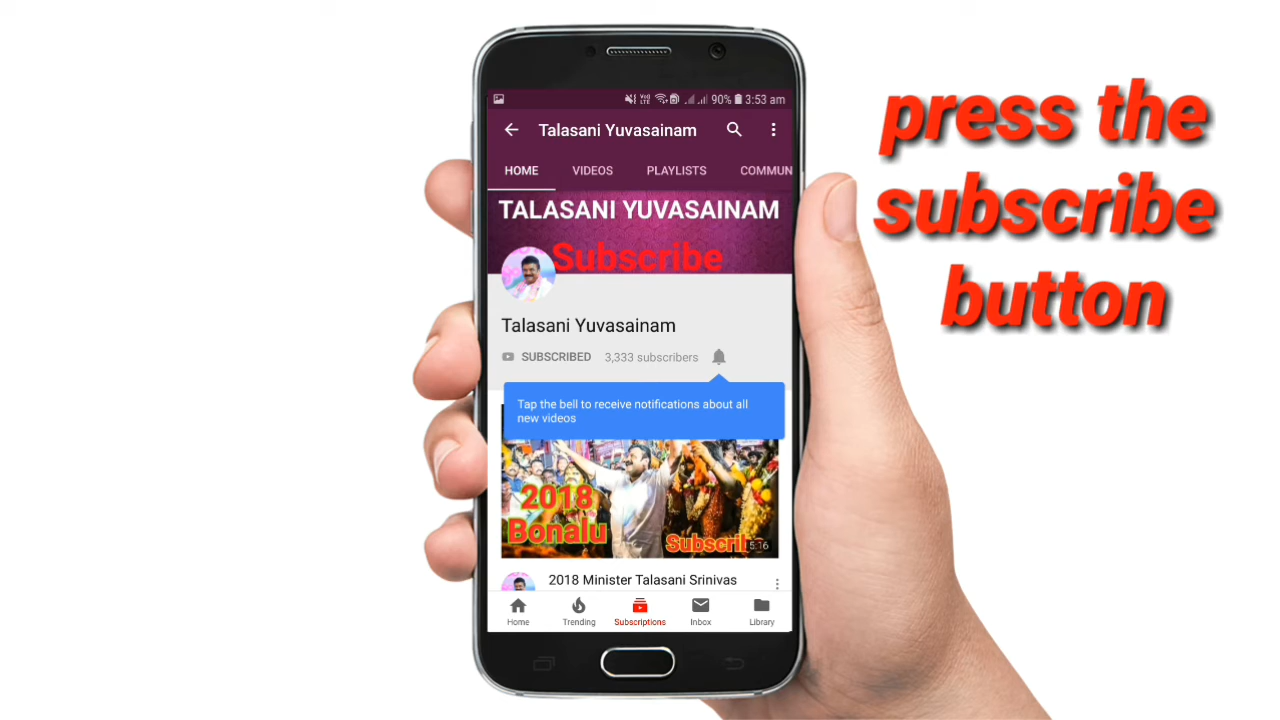 press the
subscribe
button
90% 3:53 am
Talasani Yuvasainam
HOME VIDEOS PLAYLISTS COMMUN
TALASANI YUVASAINAM
Subscribe
Talasani Yuvasainam
SUBSCRIBED 3,333 subscribers
Tap the bell to receive notifications about all
new videos
2018
Bonalu
Subscrib
5:16
2018 Minister Talasani Srinivas
Home Trending Subscriptions Inbox Library